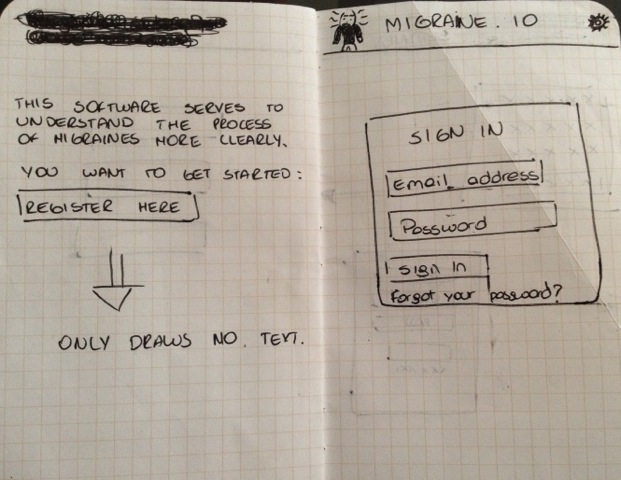 THIS SOFTWARE SERVES TO
UNDERSTAND THE PROCESS
OF MIGRAINES MORE CLEARLY.
YOU WANT TO GET STARTED:
REGISTER HERE
ONLY DRAWS NO TEXT.
MIGRAINE.IO
SIGN IN
Email address
Password
sign in
Forgot your password?